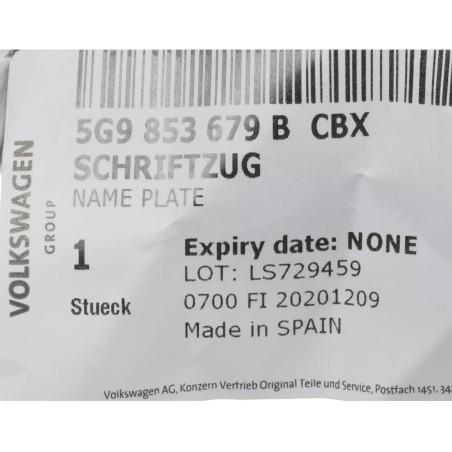 VOLKSWAGEN
GROUP
5G9 853 679 B CBX
SCHRIFTZUG
NAME PLATE
1
Stueck
Expiry date: NONE
LOT: LS729459
0700 FI 20201209
Made in SPAIN
Volkswagen AG, Konzern Vertrieb Original Teile und Service, Postfach 1451, 34